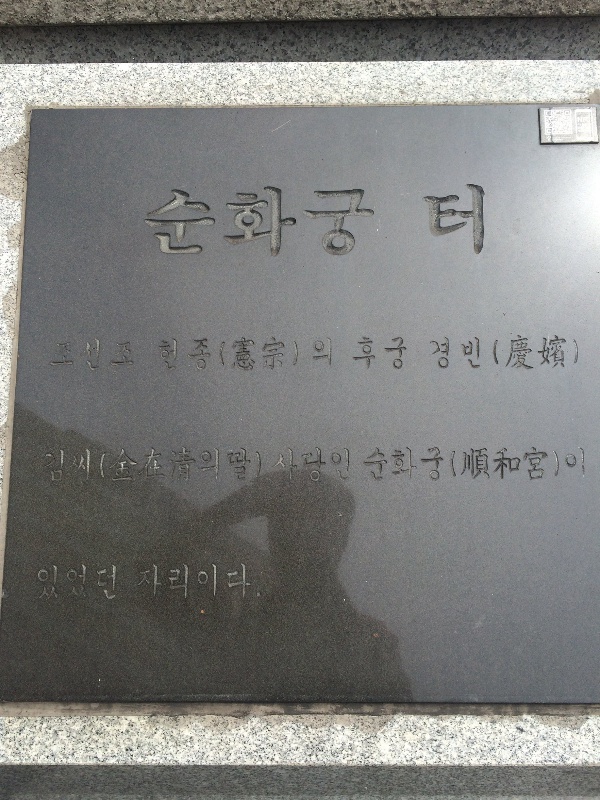 순화궁 터
조선조 헌종(憲宗)의 후궁 경빈(慶嬪)
김씨(金在淸의딸) 사당인 순화궁(順和宮)이
있었던 자리이다.